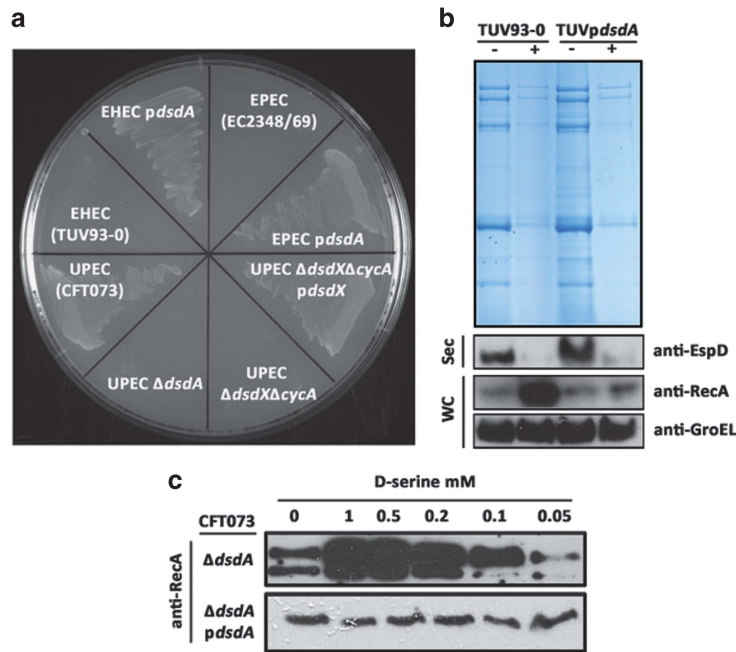 a
EHEC pdsdA
EPEC
(EC2348/69)
EHEC
(TUV93-0)
EPEC pdsdA
UPEC
(CFT073)
UPEC ΔdsdXΔcycA
pdsdX
UPEC ΔdsdA
UPEC
ΔdsdXΔcycA
b
TUV93-0 TUVpdsdA
- + - +
Sec
anti-EspD
WC
anti-RecA
anti-GroEL
c
D-serine mM
CFT073 0 1 0.5 0.2 0.1 0.05
anti-RecA
ΔdsdA
ΔdsdA
pdsdA